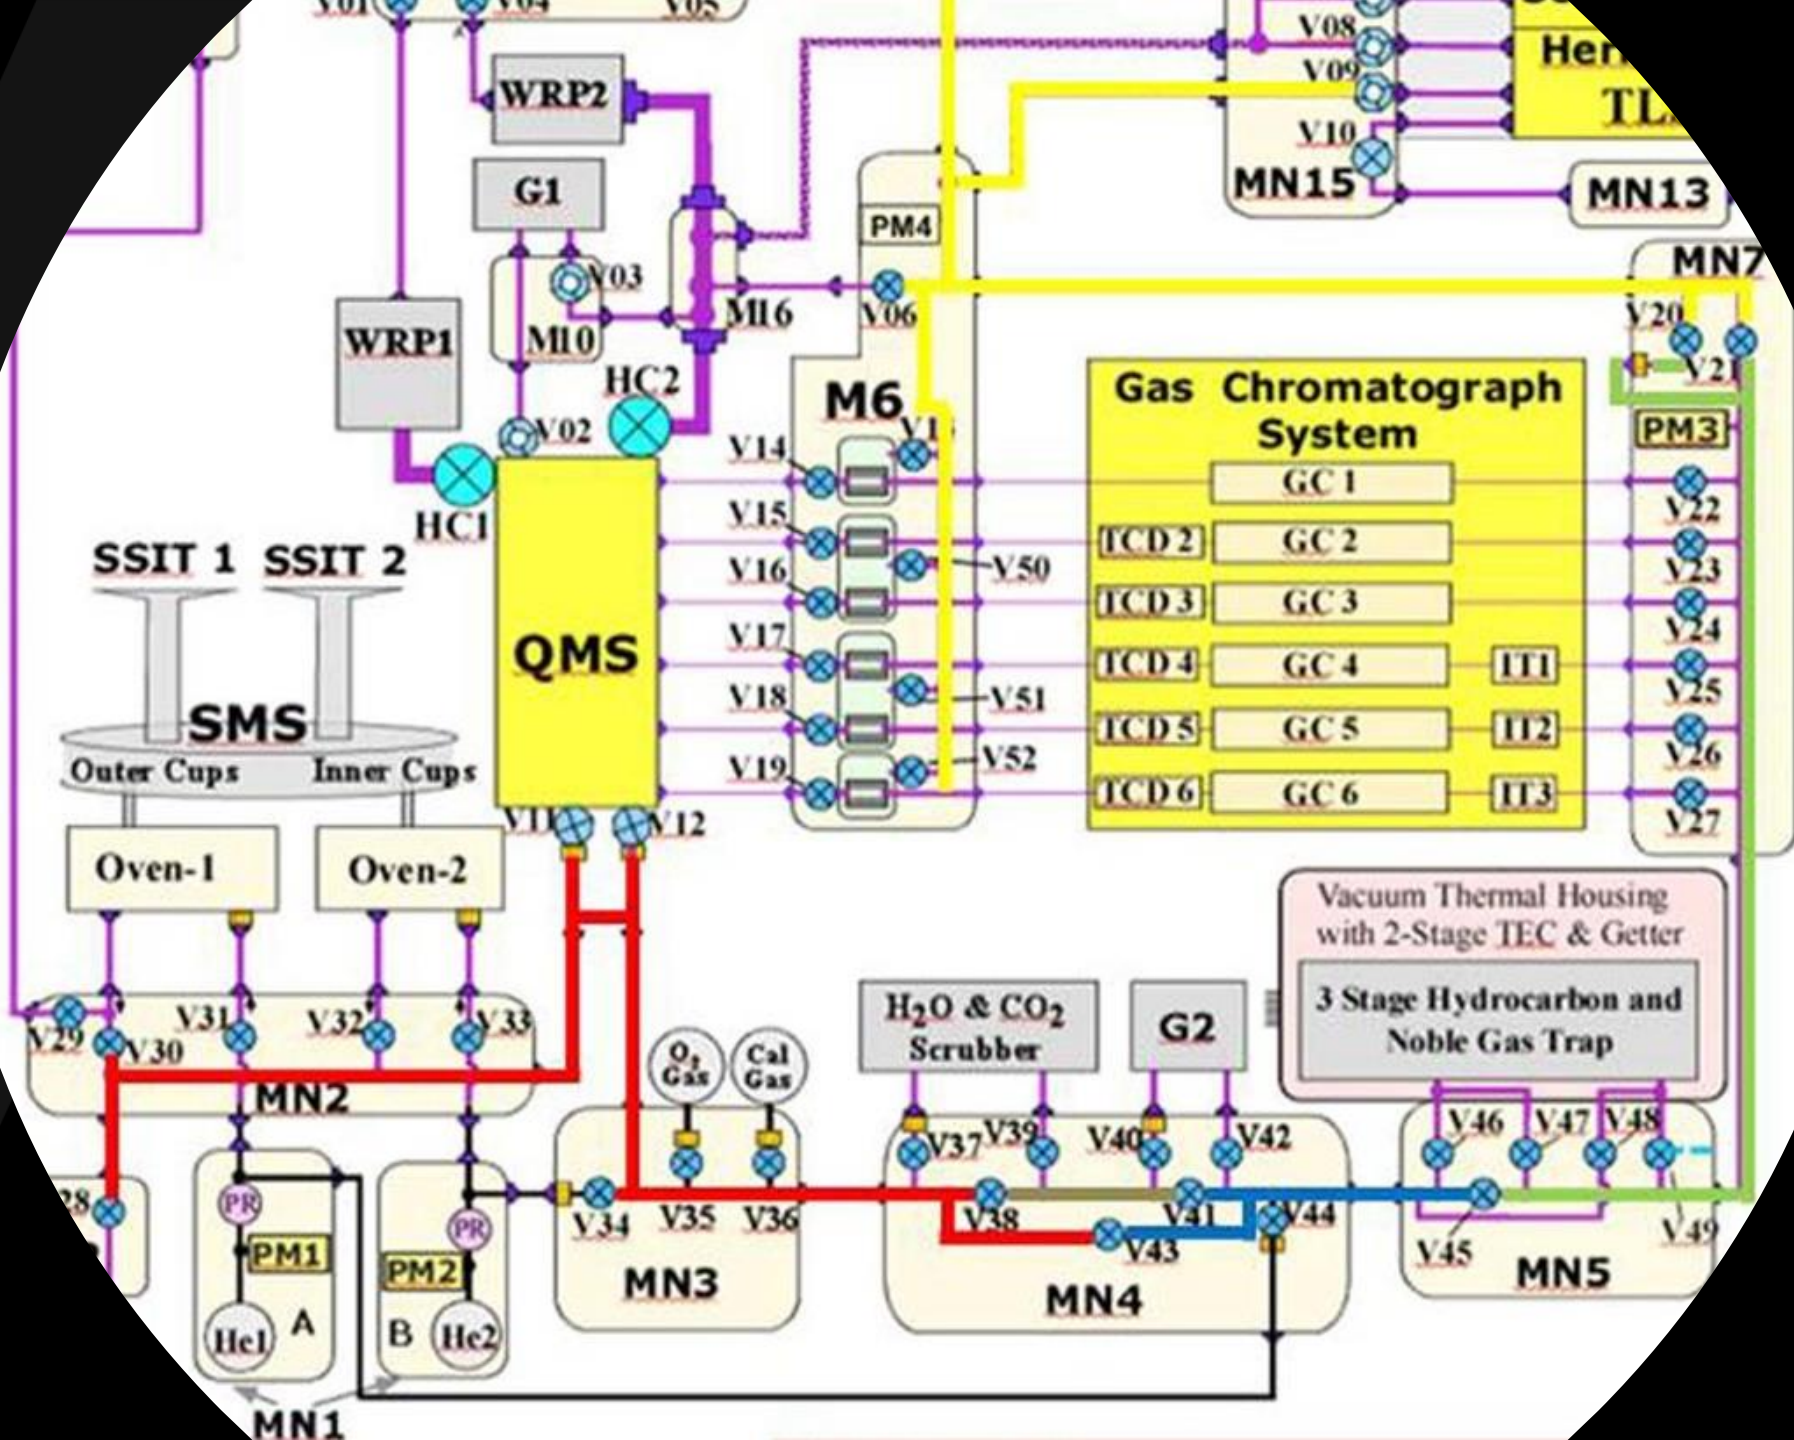 V01
V04
V05
V08
V09
V10
MN15
MN13
WRP2
G1
V03
M10
M16
PM4
V06
WRP1
HC2
V02
HC1
M6
V14
V15
V16
V50
V17
V18
V51
V19
V52
Gas Chromatograph
System
GC 1
TCD 2 GC 2
TCD 3 GC 3
TCD 4 GC 4 IT1
TCD 5 GC 5 IT2
TCD 6 GC 6 IT3
MN7
V20
V21
PM3
V22
V23
V24
V25
V26
V27
SSIT 1 SSIT 2
QMS
SMS
Outer Cups Inner Cups
V11 V12
Oven-1 Oven-2
Vacuum Thermal Housing
with 2-Stage TEC & Getter
3 Stage Hydrocarbon and
Noble Gas Trap
H2O & CO2
Scrubber
G2
V29 V30 V31 V32 V33
MN2
O2
Gas
Cal
Gas
V37 V39 V40 V42
V46 V47 V48
28
PR
PR
V34 V35 V36
V38 V41 V44
V43
V45 V49
PM1
PM2
MN3
MN4
MN5
He1 A
B He2
MN1